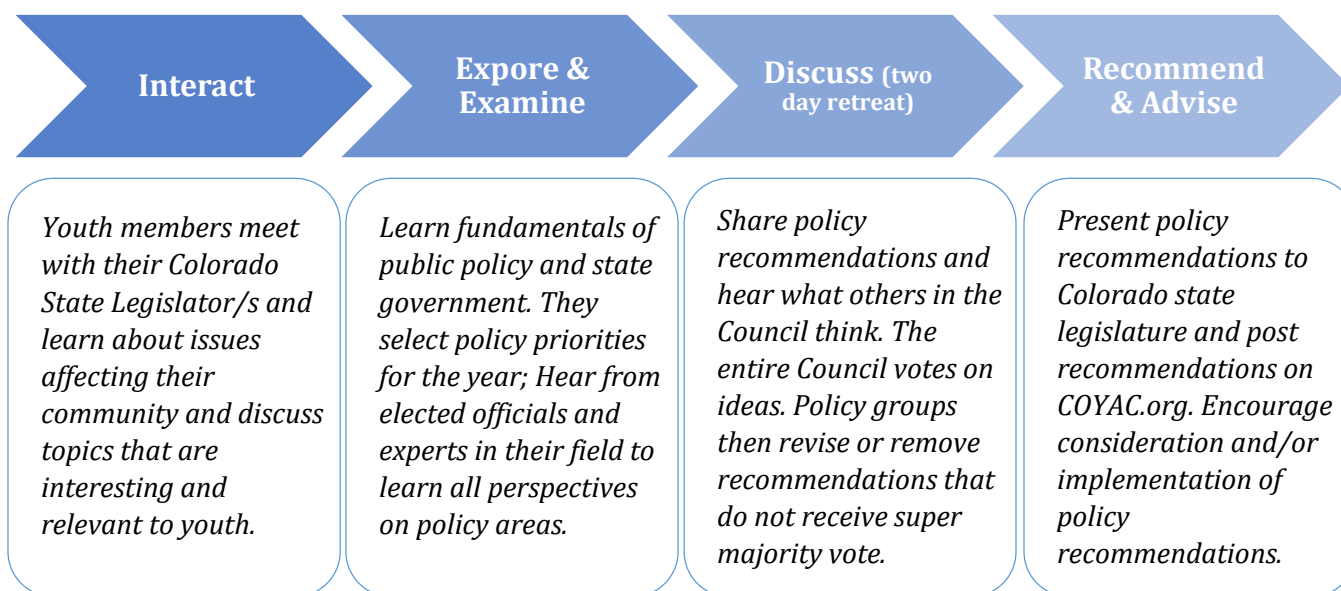 Interact
Expore &
Examine
Discuss (two
day retreat)
Recommend
& Advise
Youth members meet
with their Colorado
State Legislator/s and
learn about issues
affecting their
community and discuss
topics that are
interesting and
relevant to youth.
Learn fundamentals of
public policy and state
government. They
select policy priorities
for the year; Hear from
elected officials and
experts in their field to
learn all perspectives
on policy areas.
Share policy
recommendations and
hear what others in the
Council think. The
entire Council votes on
ideas. Policy groups
then revise or remove
recommendations that
do not receive super
majority vote.
Present policy
recommendations to
Colorado state
legislature and post
recommendations on
COYAC.org. Encourage
consideration and/or
implementation of
policy
recommendations.